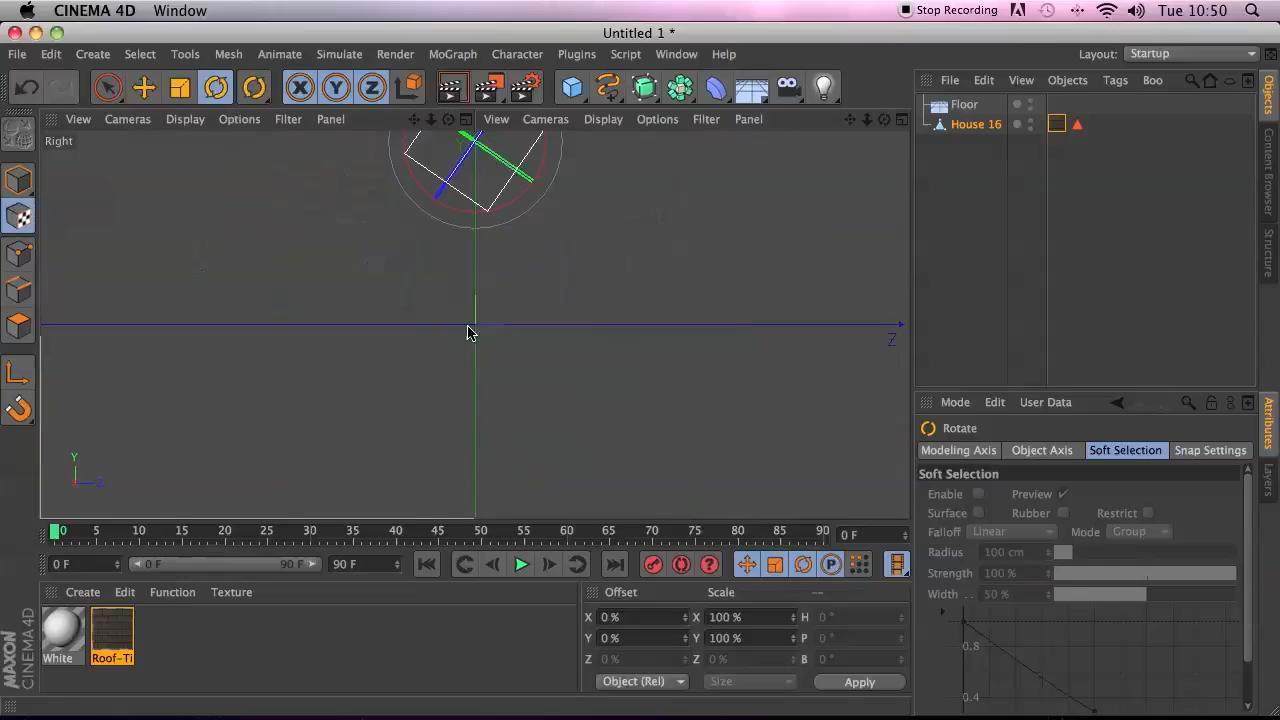 CINEMA 4D Window Stop Recording Tue 10:50
Untitled 1 *
File Edit Create Select Tools Mesh Animate Simulate Render MoGraph Character Plugins Script Window Help Layout: Startup
X Y Z
File Edit View Objects Tags Boo
View Cameras Display Options Filter Panel View Cameras Display Options Filter Panel
Floor
House 16
Right
Objects
Content Browser
Structure
Z
Y
Z
Mode Edit User Data
Rotate
Modeling Axis Object Axis Soft Selection Snap Settings
Soft Selection
Enable Preview
Surface Rubber Restrict
Falloff Linear Mode Group
Radius 100 cm
Strength 100 %
Width . . 50 %
0.8
0.4
Attributes
Layers
0 5 10 15 20 25 30 35 40 45 50 55 60 65 70 75 80 85 90 0 F
0 F 0 F 90 F 90 F
Create Edit Function Texture
White
Roof-Ti
Offset Scale --
X 0 % X 100 % H 0 °
Y 0 % Y 100 % P 0 °
Z 0 % Z 0 % B 0 °
Object (Rel) Size Apply
MAXON
CINEMA 4D